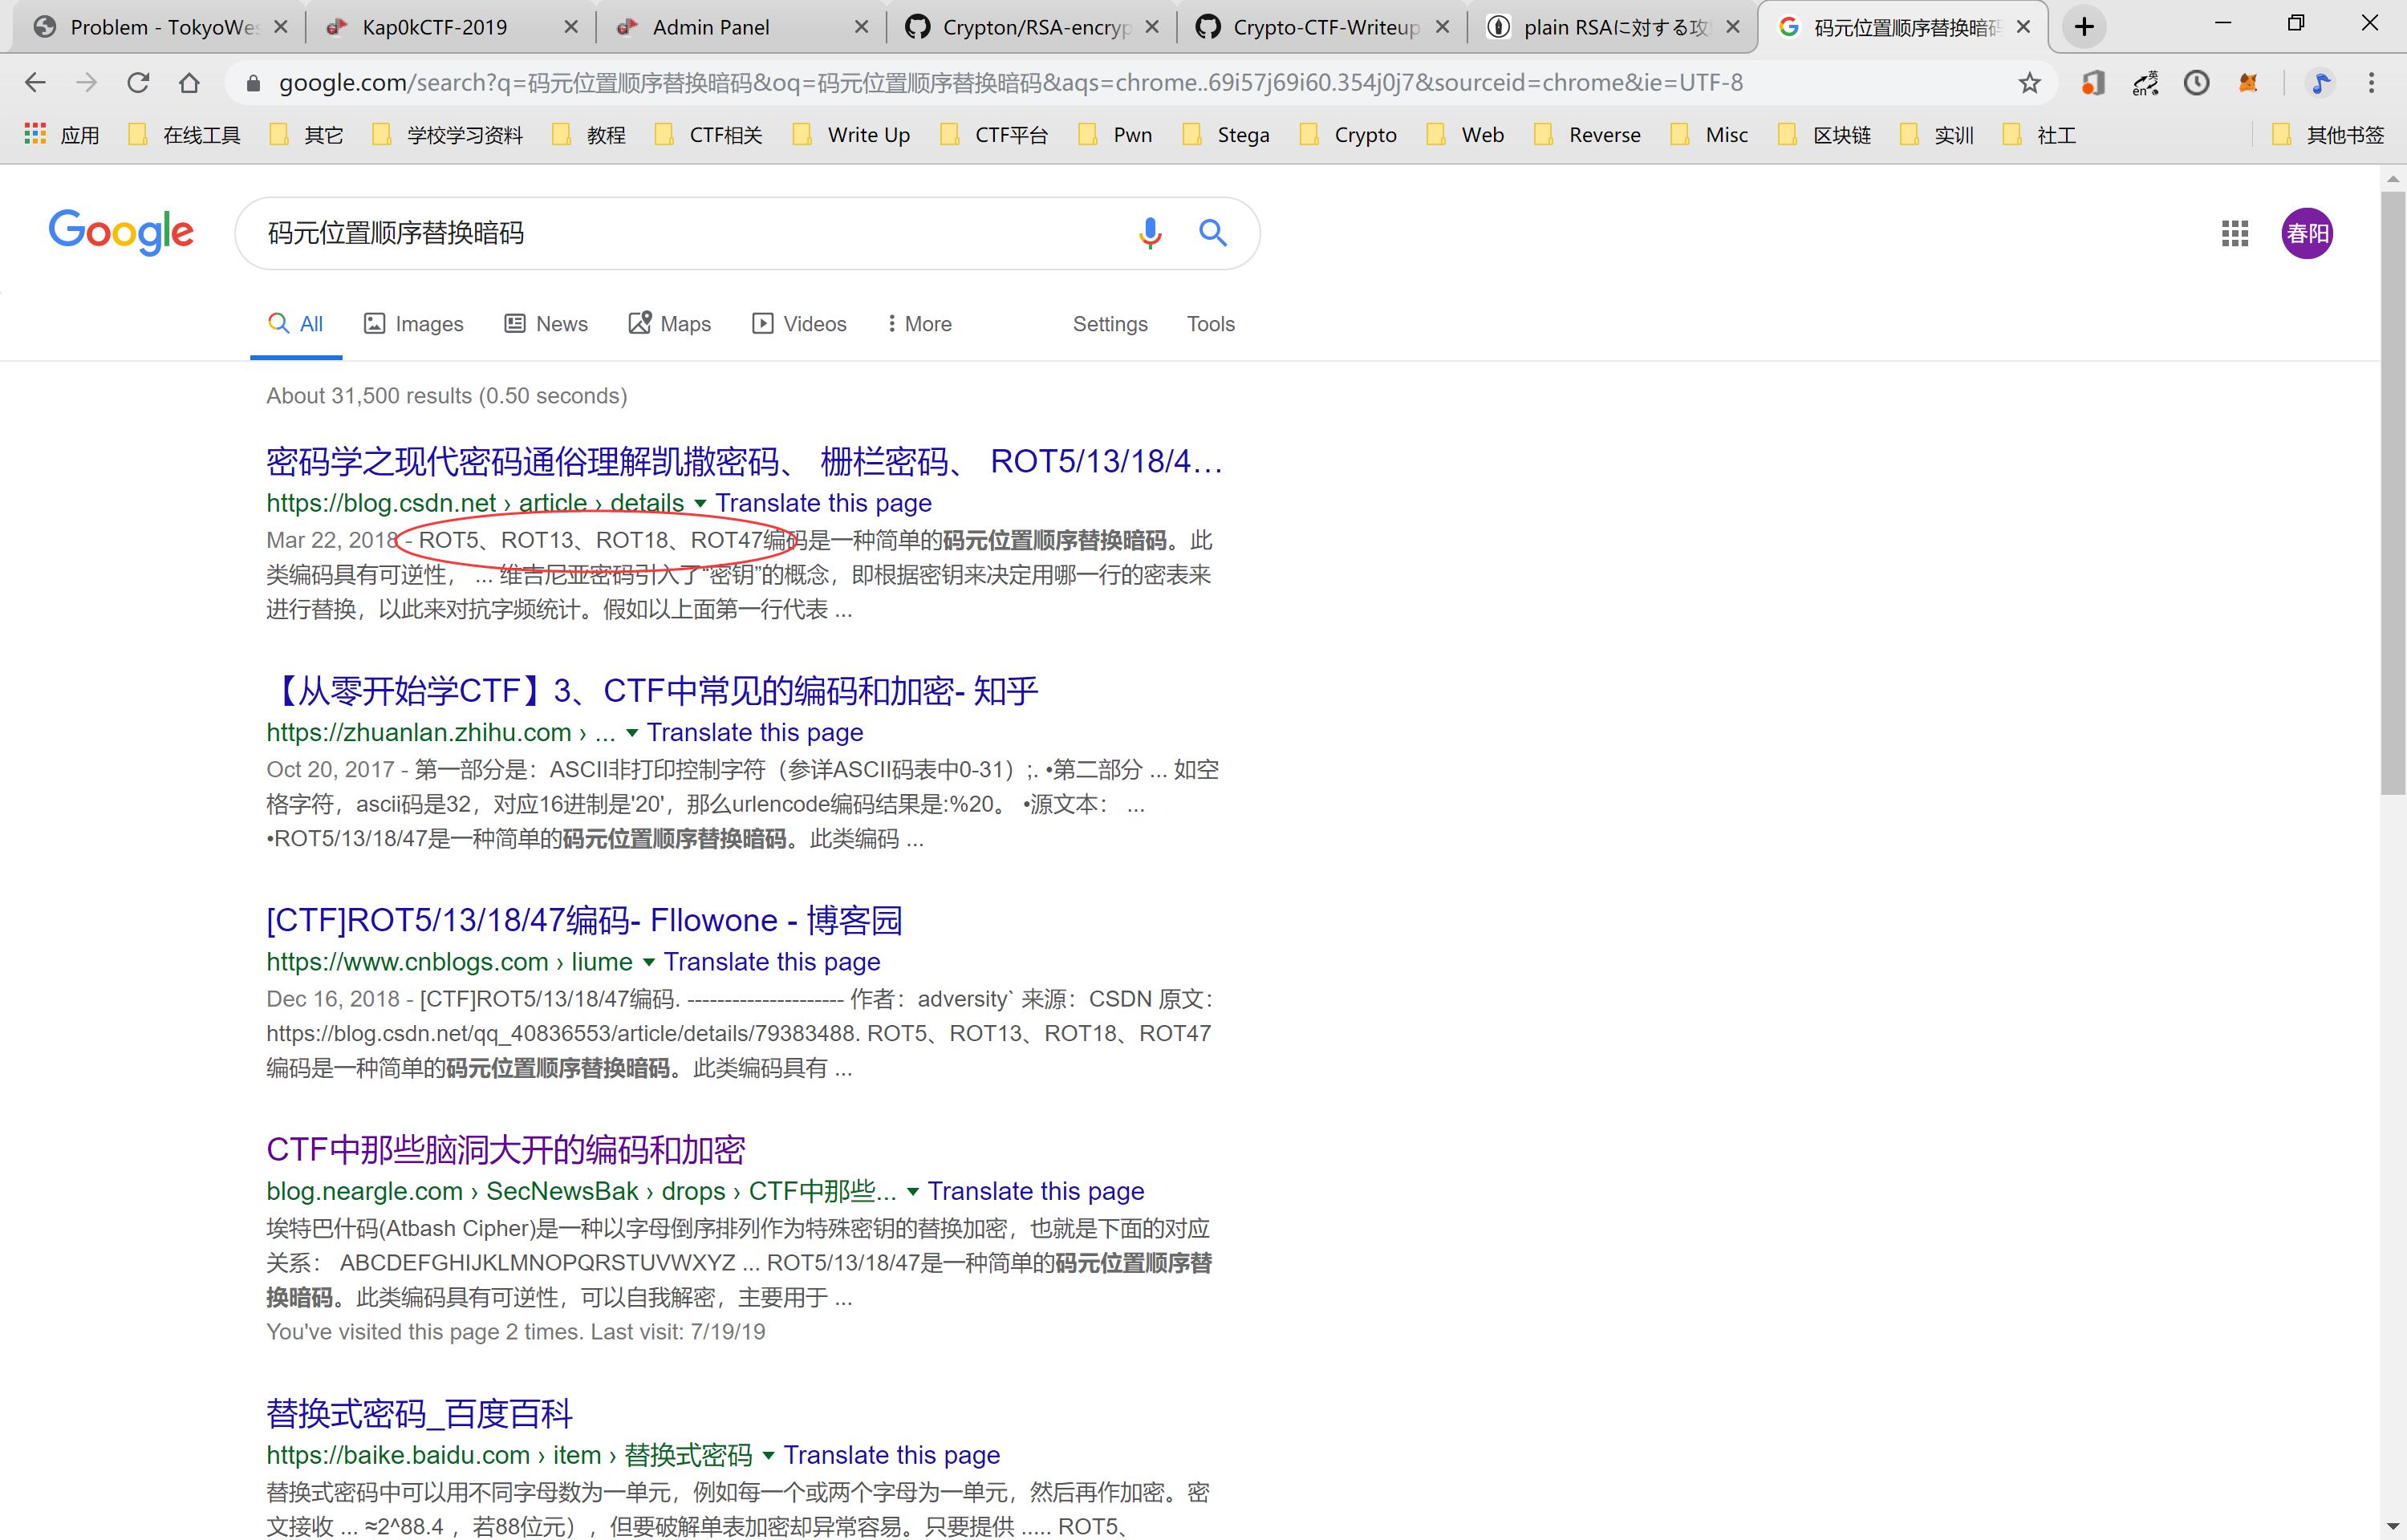 Problem - TokyoWes
Kap0kCTF-2019
Admin Panel
Crypton/RSA-encryp
Crypto-CTF-Writeup
plain RSAに対する攻
码元位置顺序替换暗码
google.com/search?q=码元位置顺序替换暗码&oq=码元位置顺序替换暗码&aqs=chrome..69i57j69i60.354j0j7&sourceid=chrome&ie=UTF-8
英
en
应用
在线工具
其它
学校学习资料
教程
CTF相关
Write Up
CTF平台
Pwn
Stega
Crypto
Web
Reverse
Misc
区块链
实训
社工
其他书签
Google
码元位置顺序替换暗码
春阳
All
Images
News
Maps
Videos
More
Settings
Tools
About 31,500 results (0.50 seconds)
密码学之现代密码通俗理解凯撒密码、 栅栏密码、 ROT5/13/18/4...
https://blog.csdn.net › article › details ▾ Translate this page
Mar 22, 2018 - ROT5、ROT13、ROT18、ROT47编码是一种简单的码元位置顺序替换暗码。此
类编码具有可逆性， ... 维吉尼亚密码引入了“密钥”的概念，即根据密钥来决定用哪一行的密表来
进行替换，以此来对抗字频统计。假如以上面第一行代表 ...
【从零开始学CTF】3、CTF中常见的编码和加密- 知乎
https://zhuanlan.zhihu.com › ... ▾ Translate this page
Oct 20, 2017 - 第一部分是：ASCII非打印控制字符（参详ASCII码表中0-31）;. •第二部分 ... 如空
格字符，ascii码是32，对应16进制是'20'，那么urlencode编码结果是:%20。 •源文本： ...
•ROT5/13/18/47是一种简单的码元位置顺序替换暗码。此类编码 ...
[CTF]ROT5/13/18/47编码- Fllowone - 博客园
https://www.cnblogs.com › liume ▾ Translate this page
Dec 16, 2018 - [CTF]ROT5/13/18/47编码. --------------------- 作者：adversity` 来源：CSDN 原文：
https://blog.csdn.net/qq_40836553/article/details/79383488. ROT5、ROT13、ROT18、ROT47
编码是一种简单的码元位置顺序替换暗码。此类编码具有 ...
CTF中那些脑洞大开的编码和加密
blog.neargle.com › SecNewsBak › drops › CTF中那些... ▾ Translate this page
埃特巴什码(Atbash Cipher)是一种以字母倒序排列作为特殊密钥的替换加密，也就是下面的对应
关系： ABCDEFGHIJKLMNOPQRSTUVWXYZ ... ROT5/13/18/47是一种简单的码元位置顺序替
换暗码。此类编码具有可逆性，可以自我解密，主要用于 ...
You've visited this page 2 times. Last visit: 7/19/19
替换式密码_百度百科
https://baike.baidu.com › item › 替换式密码 ▾ Translate this page
替换式密码中可以用不同字母数为一单元，例如每一个或两个字母为一单元，然后再作加密。密
文接收 ... ≈2^88.4 ，若88位元），但要破解单表加密却异常容易。只要提供 ..... ROT5、